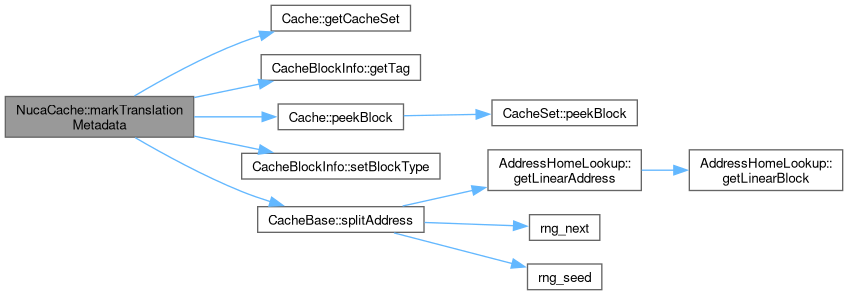 Cache::getCacheSet
CacheBlockInfo::getTag
NucaCache::markTranslation
Metadata
Cache::peekBlock
CacheSet::peekBlock
CacheBlockInfo::setBlockType
AddressHomeLookup::
getLinearAddress
AddressHomeLookup::
getLinearBlock
CacheBase::splitAddress
rng_next
rng_seed